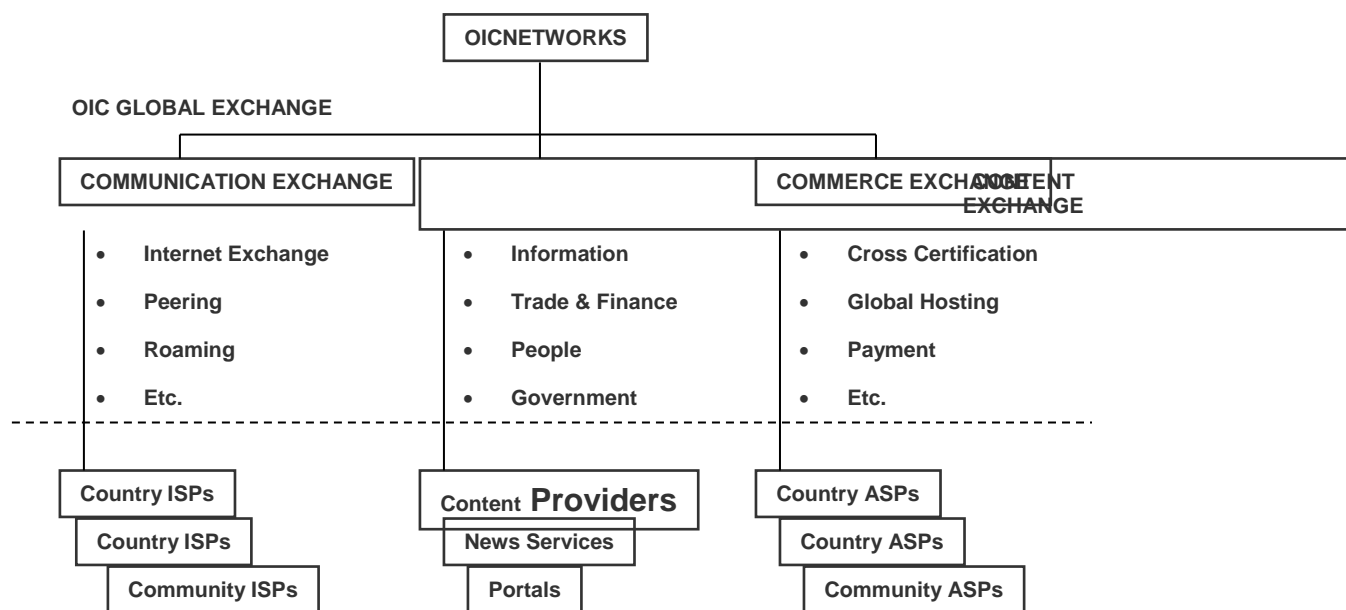 OICNETWORKS
OIC GLOBAL EXCHANGE
COMMUNICATION EXCHANGE
CONTENT
EXCHANGE
COMMERCE EXCHANGE
• Internet Exchange
• Peering
• Roaming
• Etc.
• Information
• Trade & Finance
• People
• Government
• Cross Certification
• Global Hosting
• Payment
• Etc.
Country ISPs
Country ISPs
Community ISPs
Content Providers
News Services
Portals
Country ASPs
Country ASPs
Community ASPs